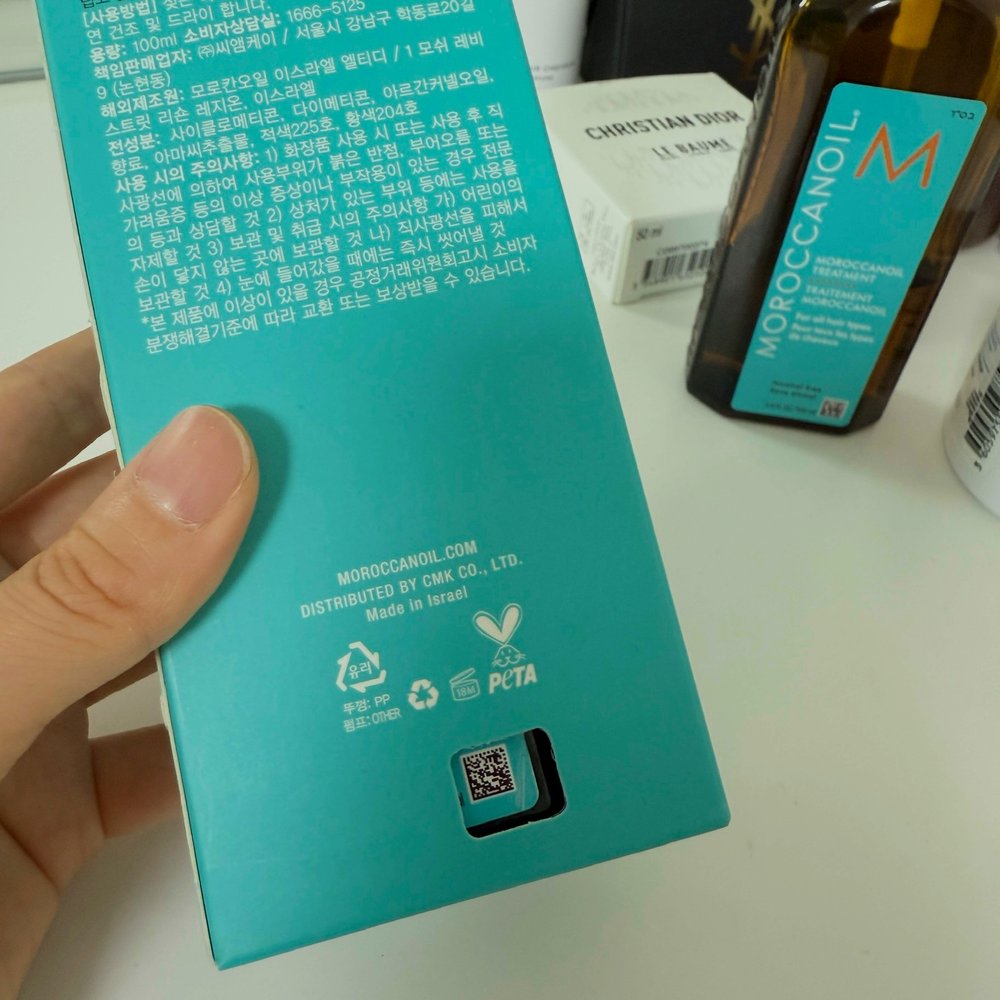 [사용방법] 젖은
연 건조 및 드라이 합니다.
용량: 100ml 소비자상담실: 1666-5125
책임판매업자: ㈜씨앰케이 / 서울시 강남구 학동로20길
9 (논현동)
해외제조원: 모로칸오일 이스라엘 엘티디 / 1 모쉬 레비
스트릿 리숀 레지온, 이스라엘
전성분: 사이클로메티콘, 다이메티콘, 아르간커넬오일,
향료, 아마씨추출물, 적색225호, 황색204호
사용 시의 주의사항: 1) 화장품 사용 시 또는 사용 후 직
사광선에 의하여 사용부위가 붉은 반점, 부어오름 또는
가려움증 등의 이상 증상이나 부작용이 있는 경우 전문
의 등과 상담할 것 2) 상처가 있는 부위 등에는 사용을
자제할 것 3) 보관 및 취급 시의 주의사항 가) 어린이의
손이 닿지 않는 곳에 보관할 것 나) 직사광선을 피해서
보관할 것 4) 눈에 들어갔을 때에는 즉시 씻어낼 것
*본 제품에 이상이 있을 경우 공정거래위원회고시 소비자
분쟁해결기준에 따라 교환 또는 보상받을 수 있습니다.
MOROCCANOIL.COM
DISTRIBUTED BY CMK CO., LTD.
Made in Israel
유리
뚜껑: PP
펌프: OTHER
18M
PETA
CHRISTIAN DIOR
LE BAUME
50 ml
בס"ד
M
MOROCCANOIL®
MOROCCANOIL
TREATMENT
TRAITEMENT
MOROCCANOIL
For all hair types
Pour tous les types
de cheveux